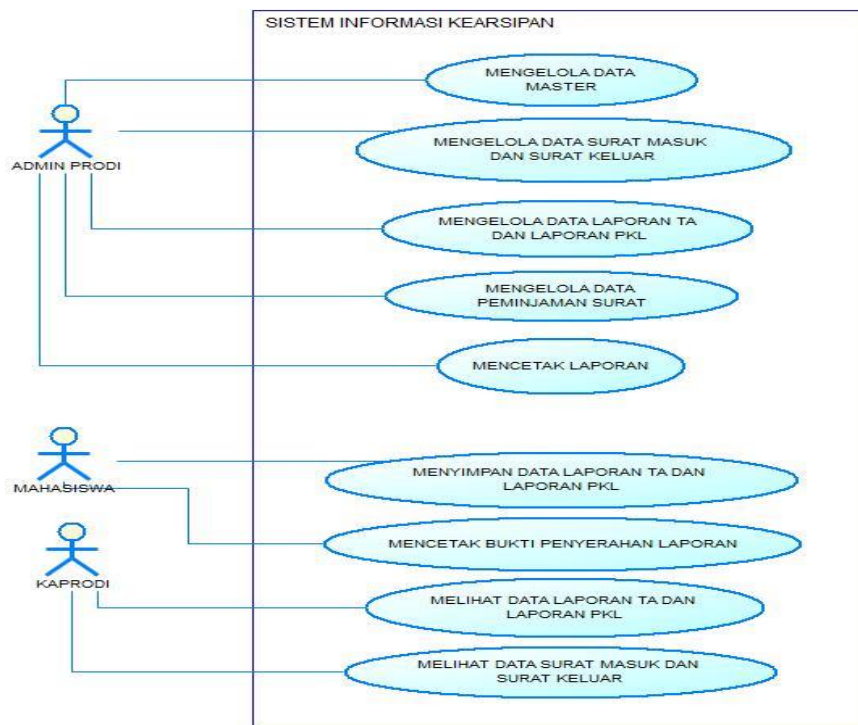 SISTEM INFORMASI KEARSIPAN
MENGELOLA DATA
MASTER
ADMIN PRODI
MENGELOLA DATA SURAT MASUK
DAN SURAT KELUAR
MENGELOLA DATA LAPORAN TA
DAN LAPORAN PKL
MENGELOLA DATA
PEMINJAMAN SURAT
MENCETAK LAPORAN
MAHASISWA
MENYIMPAN DATA LAPORAN TA DAN
LAPORAN PKL
MENCETAK BUKTI PENYERAHAN LAPORAN
KAPRODI
MELIHAT DATA LAPORAN TA DAN
LAPORAN PKL
MELIHAT DATA SURAT MASUK DAN
SURAT KELUAR